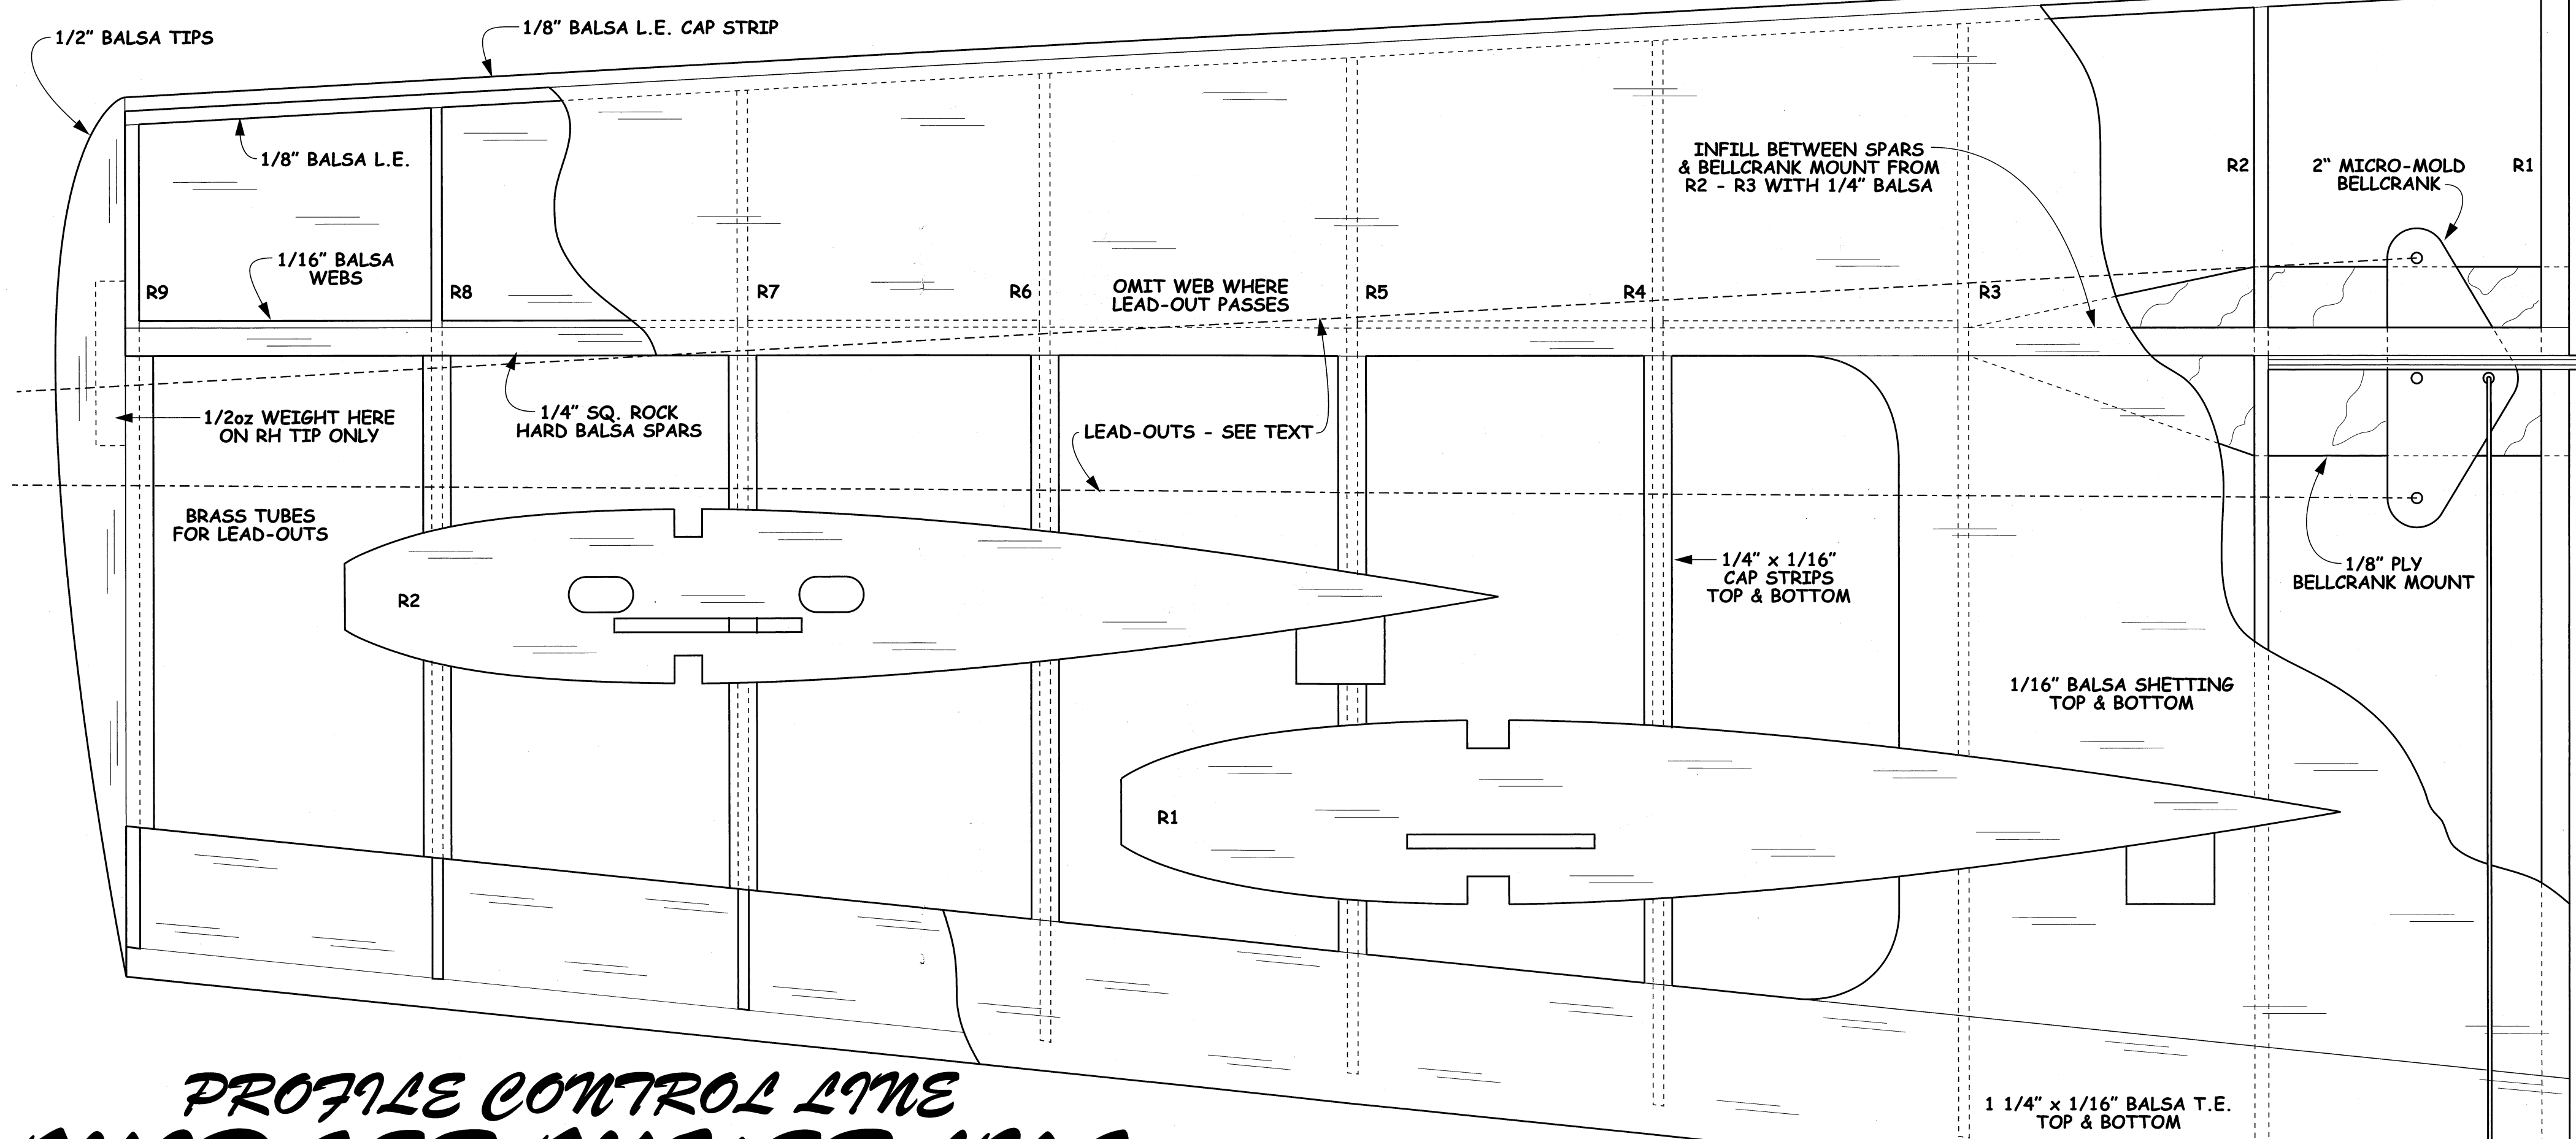 1/2" BALSA TIPS
1/8" BALSA L.E. CAP STRIP
1/8" BALSA L.E.
INFILL BETWEEN SPARS
& BELLCRANK MOUNT FROM
R2 - R3 WITH 1/4" BALSA
R2
2" MICRO-MOLD
BELLCRANK
R1
1/16" BALSA
WEBS
R9
R8
R7
R6
OMIT WEB WHERE
LEAD-OUT PASSES
R5
R4
R3
1/2oz WEIGHT HERE
ON RH TIP ONLY
1/4" SQ. ROCK
HARD BALSA SPARS
LEAD-OUTS - SEE TEXT
BRASS TUBES
FOR LEAD-OUTS
1/4" x 1/16"
CAP STRIPS
TOP & BOTTOM
1/8" PLY
BELLCRANK MOUNT
R2
1/16" BALSA SHETTING
TOP & BOTTOM
R1
PROFILE CONTROL LINE
1 1/4" x 1/16" BALSA T.E.
TOP & BOTTOM